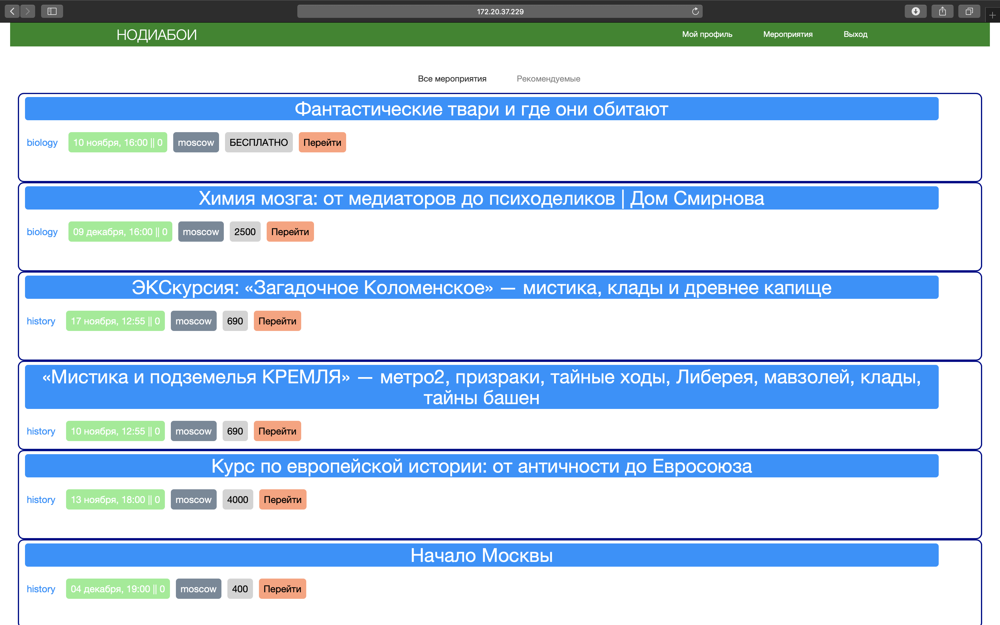 172.20.37.229
НОДИАБОИ
Мой профиль Мероприятия Выход
Все мероприятия Рекомендуемые
Фантастические твари и где они обитают
biology 10 ноября, 16:00 || 0 moscow БЕСПЛАТНО Перейти
Химия мозга: от медиаторов до психоделиков | Дом Смирнова
biology 09 декабря, 16:00 || 0 moscow 2500 Перейти
ЭКСкурсия: «Загадочное Коломенское» — мистика, клады и древнее капище
history 17 ноября, 12:55 || 0 moscow 690 Перейти
«Мистика и подземелья КРЕМЛЯ» — метро2, призраки, тайные ходы, Либерея, мавзолей, клады,
тайны башен
history 10 ноября, 12:55 || 0 moscow 690 Перейти
Курс по европейской истории: от античности до Евросоюза
history 13 ноября, 18:00 || 0 moscow 4000 Перейти
Начало Москвы
history 04 декабря, 19:00 || 0 moscow 400 Перейти